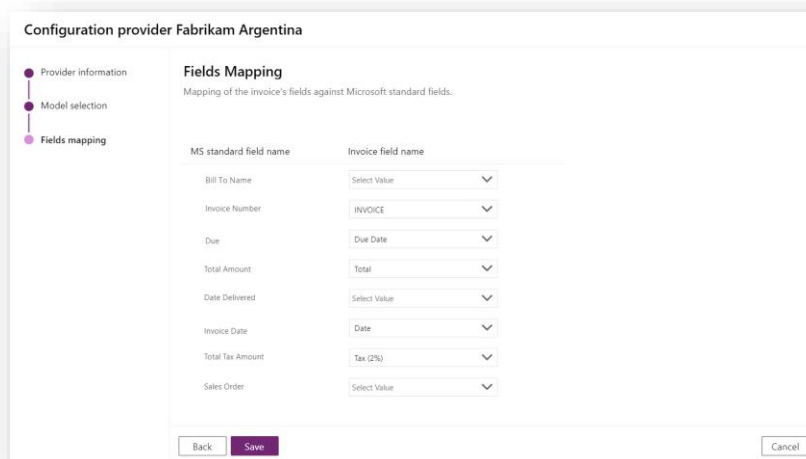 Configuration provider Fabrikam Argentina
Provider information
Model selection
Fields mapping
Fields Mapping
Mapping of the invoice's fields against Microsoft standard fields.
MS standard field name Invoice field name
Bill To Name Select Value
Invoice Number INVOICE
Due Due Date
Total Amount Total
Date Delivered Select Value
Invoice Date Date
Total Tax Amount Tax (2%)
Sales Order Select Value
Back Save Cancel